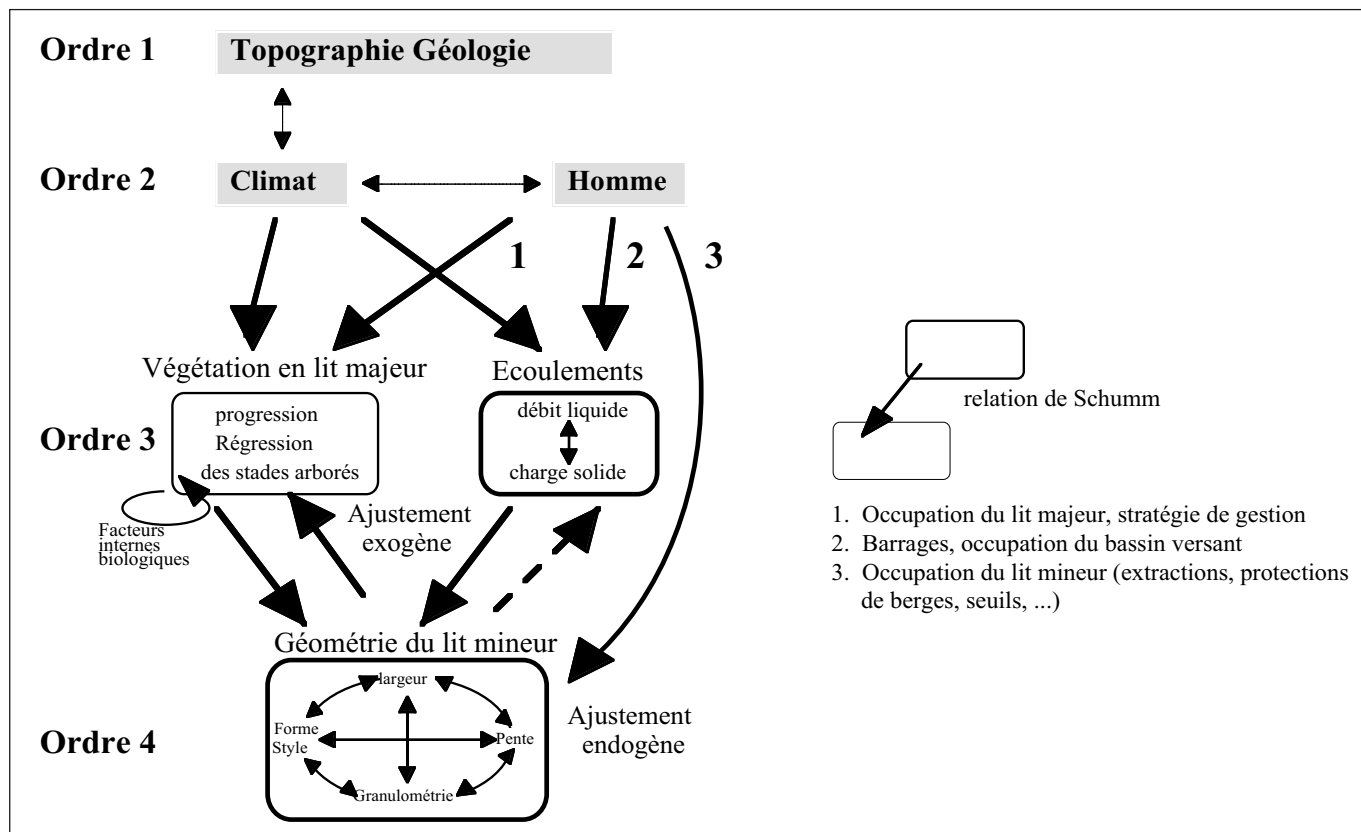 Ordre 1
Topographie Géologie
Ordre 2
Climat
Homme
1
2
3
Végétation en lit majeur
Ecoulements
Ordre 3
progression
Régression
des stades arborés
débit liquide
charge solide
relation de Schumm
Facteurs
internes
biologiques
Ajustement
exogène
1. Occupation du lit majeur, stratégie de gestion
2. Barrages, occupation du bassin versant
3. Occupation du lit mineur (extractions, protections
de berges, seuils, ...)
Géométrie du lit mineur
Ordre 4
largeur
Forme
Style
Pente
Granulométrie
Ajustement
endogène